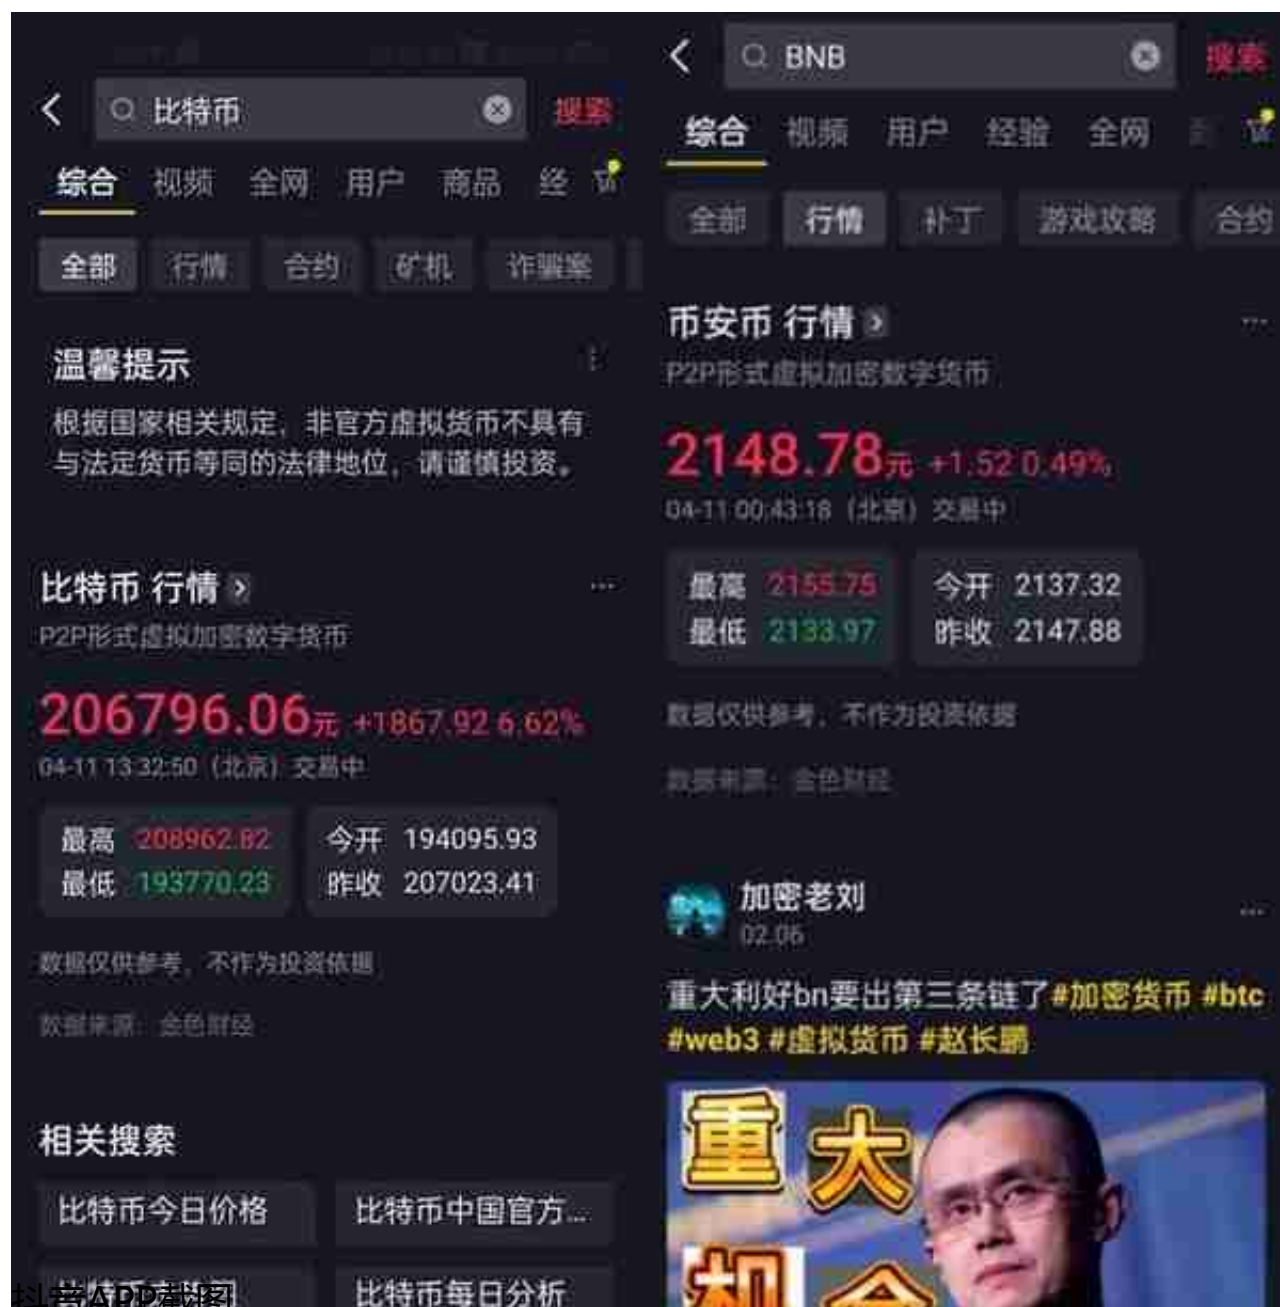 比特币
搜索
综合 视频 全网 用户 商品 经
全部 行情 合约 矿机 诈骗案
温馨提示
根据国家相关规定，非官方虚拟货币不具有
与法定货币等同的法律地位，请谨慎投资。
比特币 行情
P2P形式虚拟加密数字货币
206796.06元 +1867.92 6.62%
04-11 13:32:50（北京）交易中
最高 208962.82 今开 194095.93
最低 193770.23 昨收 207023.41
数据仅供参考，不作为投资依据
数据来源：金色财经
相关搜索
比特币今日价格
比特币中国官方...
比特币每日分析
抖音APP截图
BNB
搜索
综合 视频 用户 经验 全网
全部 行情 补丁 游戏攻略 合约
币安币 行情
P2P形式虚拟加密数字货币
2148.78元 +1.52 0.49%
04-11 00:43:18（北京）交易中
最高 2155.75 今开 2137.32
最低 2133.97 昨收 2147.88
数据仅供参考，不作为投资依据
数据来源：金色财经
加密老刘
02.06
重大利好bn要出第三条链了#加密货币 #btc
#web3 #虚拟货币 #赵长鹏
重大
机会